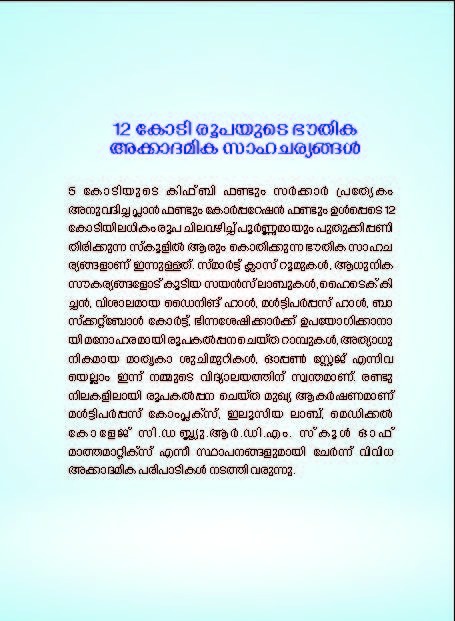 12 കോടി രൂപയുടെ ഭൗതിക
അക്കാദമിക സാഹചര്യങ്ങൾ
5 കോടിയുടെ കിഫ്ബി ഫണ്ടും സർക്കാർ പ്രത്യേകം
അനുവദിച്ച പ്ലാൻ ഫണ്ടും കോർപ്പറേഷൻ ഫണ്ടും ഉൾപ്പെടെ 12
കോടിയിലധികം രൂപ ചിലവഴിച്ച് പൂർണ്ണമായും പുതുക്കിപ്പണി
തിരിക്കുന്ന സ്കൂളിൽ ആരും കൊതിക്കുന്ന ഭൗതിക സാഹച
ര്യങ്ങളാണ് ഇന്നുള്ളത്. സ്മാർട്ട് ക്ലാസ് റൂമുകൾ, ആധുനിക
സൗകര്യങ്ങളോട് കൂടിയ സയൻസ് ലാബുകൾ, ഹൈടെക് കി
ച്ചൻ, വിശാലമായ ഡൈനിങ് ഹാൾ, മൾട്ടിപർപ്പസ് ഹാൾ, ബാ
സ്ക്കറ്റ്ബോൾ കോർട്ട്, ഭിന്നശേഷിക്കാർക്ക് ഉപയോഗിക്കാനാ
യി മനോഹരമായി രൂപകൽപ്പന ചെയ്ത റാമ്പുകൾ, അത്യാധു
നികമായ മാതൃകാ ശുചിമുറികൾ, ഓപ്പൺ സ്റ്റേജ് എന്നിവ
യെല്ലാം ഇന്ന് നമ്മുടെ വിദ്യാലയത്തിന് സ്വന്തമാണ്. രണ്ടു
നിലകളിലായി രൂപകൽപ്പന ചെയ്ത മുഖ്യ ആകർഷണമാണ്
മൾട്ടിപർപ്പസ് കോംപ്ലക്സ്, ഇലൂസിയ ലാബ്, മെഡിക്കൽ
കോളേജ് സി.ഡബ്ല്യു.ആർ.ഡി.എം. സ്കൂൾ ഓഫ്
മാത്തമാറ്റിക്സ് എന്നീ സ്ഥാപനങ്ങളുമായി ചേർന്ന് വിവിധ
അക്കാദമിക പരിപാടികൾ നടത്തി വരുന്നു.